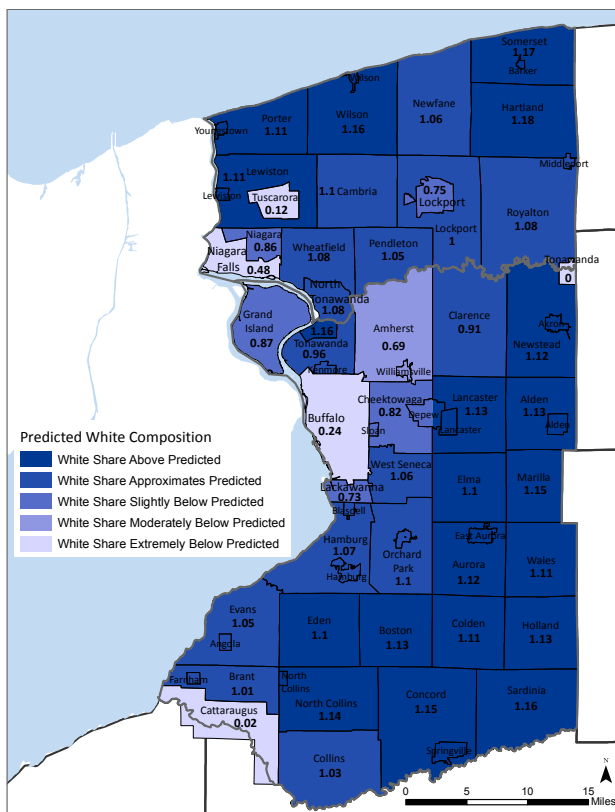 Somerset
1.17
Barker
Wilson
Wilson
1.16
Newfane
1.06
Hartland
1.18
Porter
1.11
Youngstown
Middleport
1.11
Lewiston
Lewiston
Tuscarora
0.12
1.1 Cambria
0.75
Lockport
Royalton
1.08
Lockport
1
Niagara
0.86
Niagara
Falls
0.48
Wheatfield
1.08
Pendleton
1.05
Tonawanda
0
North
Tonawanda
1.08
Grand
Island
0.87
1.16
Tonawanda
0.96
Kenmore
Amherst
0.69
Williamsville
Clarence
0.91
Akron
Newstead
1.12
Buffalo
0.24
Cheektowaga
0.82
Depew
Sloan
Lancaster
1.13
Lancaster
Alden
1.13
Alden
Predicted White Composition
White Share Above Predicted
White Share Approximates Predicted
White Share Slightly Below Predicted
White Share Moderately Below Predicted
White Share Extremely Below Predicted
West Seneca
1.06
Elma
1.1
Marilla
1.15
Lackawanna
0.73
Blasdell
Hamburg
1.07
Hamburg
Orchard
Park
1.1
East Aurora
Aurora
1.12
Wales
1.11
Evans
1.05
Angola
Eden
1.1
Boston
1.13
Colden
1.11
Holland
1.13
Farnham
Brant
1.01
North
Collins
North Collins
1.14
Concord
1.15
Sardinia
1.16
Cattaraugus
0.02
Springville
Collins
1.03
N
0 5 10 15
Miles